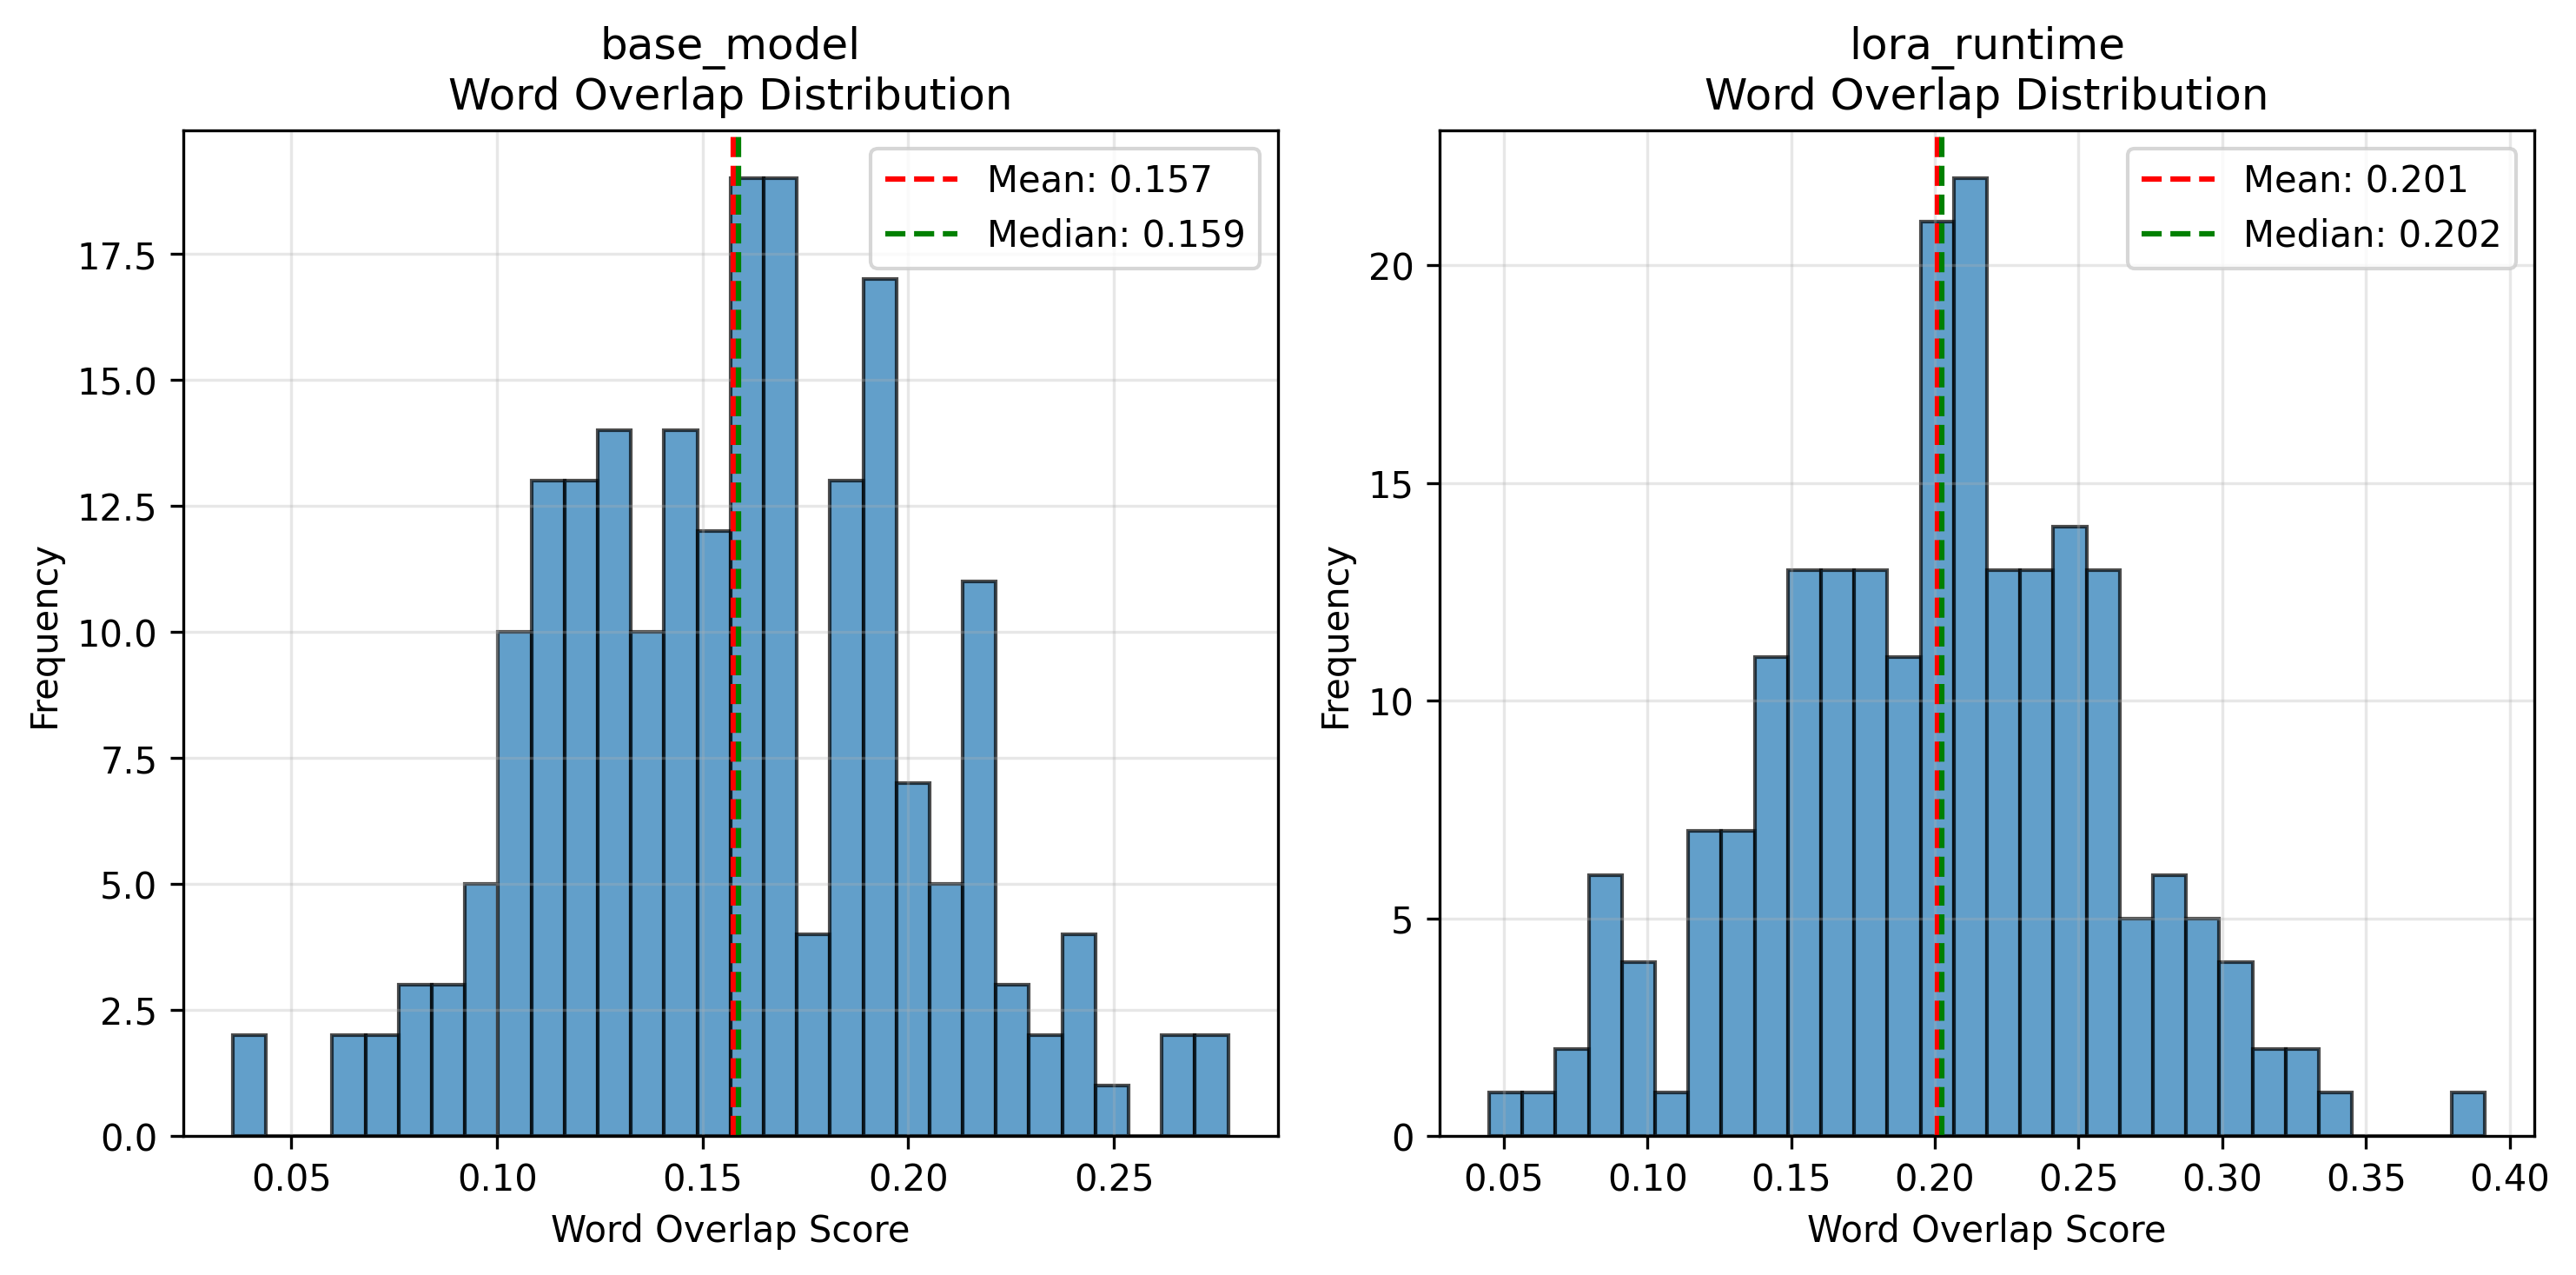 base_model
Word Overlap Distribution
Mean: 0.157
Median: 0.159
17.5
15.0
12.5
10.0
7.5
5.0
2.5
0.0
Frequency
0.05 0.10 0.15 0.20 0.25
Word Overlap Score
lora_runtime
Word Overlap Distribution
Mean: 0.201
Median: 0.202
20
15
10
5
0
Frequency
0.05 0.10 0.15 0.20 0.25 0.30 0.35 0.40
Word Overlap Score